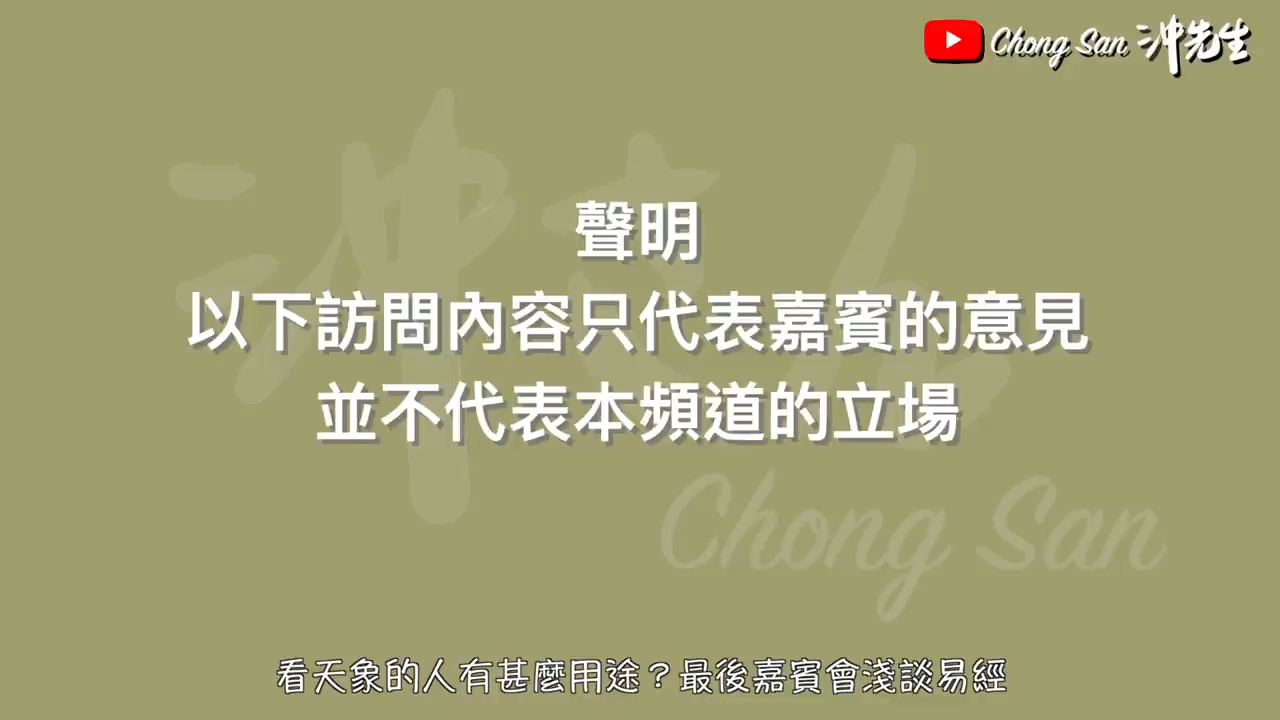 Chong San 沖先生
聲明
以下訪問內容只代表嘉賓的意見
並不代表本頻道的立場
Chong San
看天象的人有甚麼用途？最後嘉賓會淺談易經